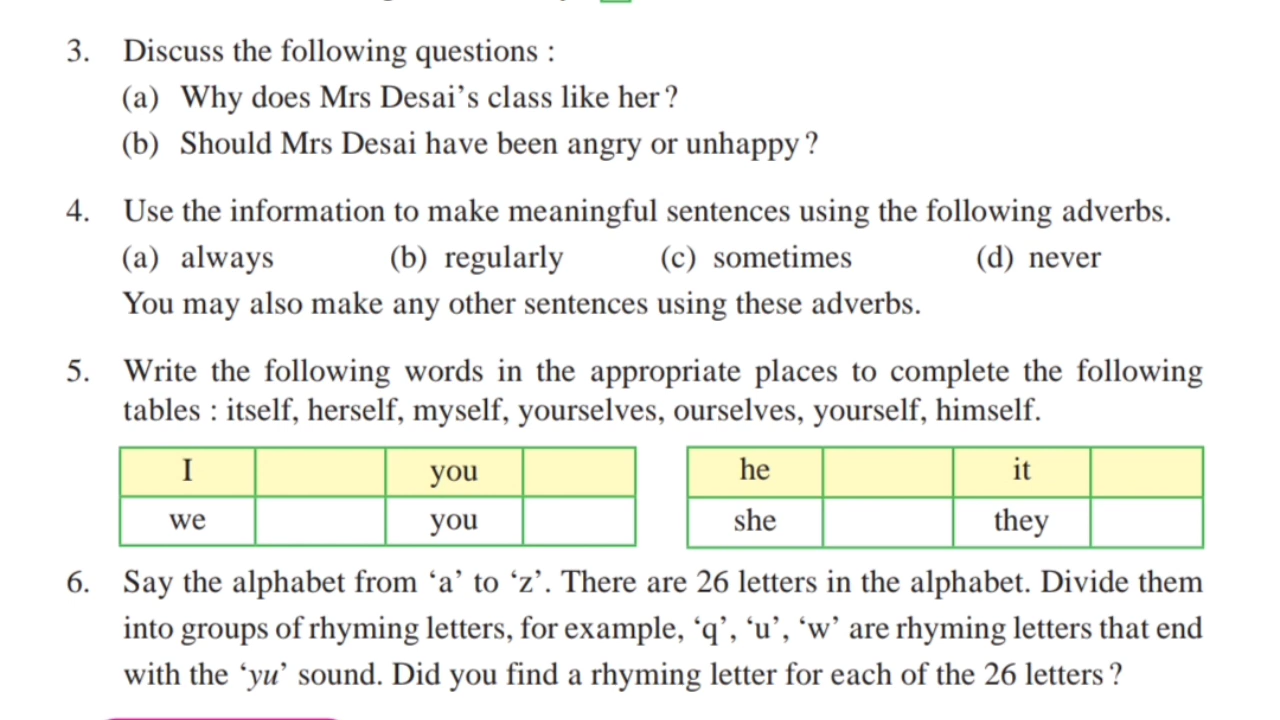 3. Discuss the following questions :
(a) Why does Mrs Desai’s class like her?
(b) Should Mrs Desai have been angry or unhappy?
4. Use the information to make meaningful sentences using the following adverbs.
(a) always (b) regularly (c) sometimes (d) never
You may also make any other sentences using these adverbs.
5. Write the following words in the appropriate places to complete the following
tables : itself, herself, myself, yourselves, ourselves, yourself, himself.
I you he it
we you she they
6. Say the alphabet from ‘a’ to ‘z’. There are 26 letters in the alphabet. Divide them
into groups of rhyming letters, for example, ‘q’, ‘u’, ‘w’ are rhyming letters that end
with the ‘yu’ sound. Did you find a rhyming letter for each of the 26 letters?